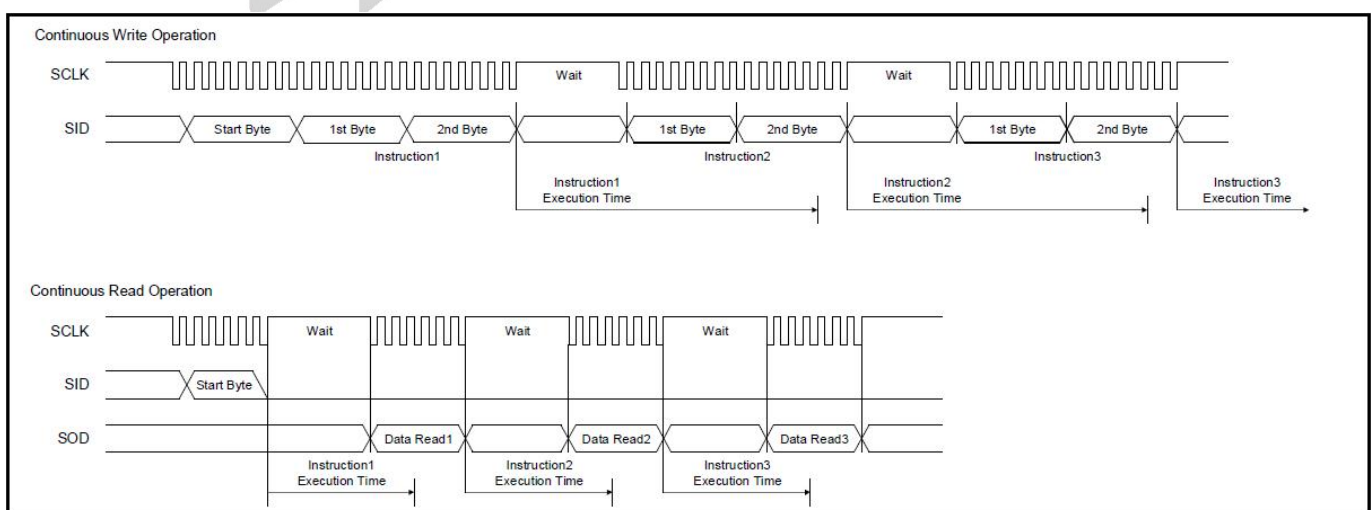 Continuous Write Operation
SCLK Wait Wait
SID Start Byte 1st Byte 2nd Byte 1st Byte 2nd Byte 1st Byte 2nd Byte
Instruction1 Instruction2 Instruction3
Instruction1 Instruction2 Instruction3
Execution Time Execution Time Execution Time
Continuous Read Operation
SCLK Wait Wait Wait
SID Start Byte
SOD Data Read1 Data Read2 Data Read3
Instruction1 Instruction2 Instruction3
Execution Time Execution Time Execution Time